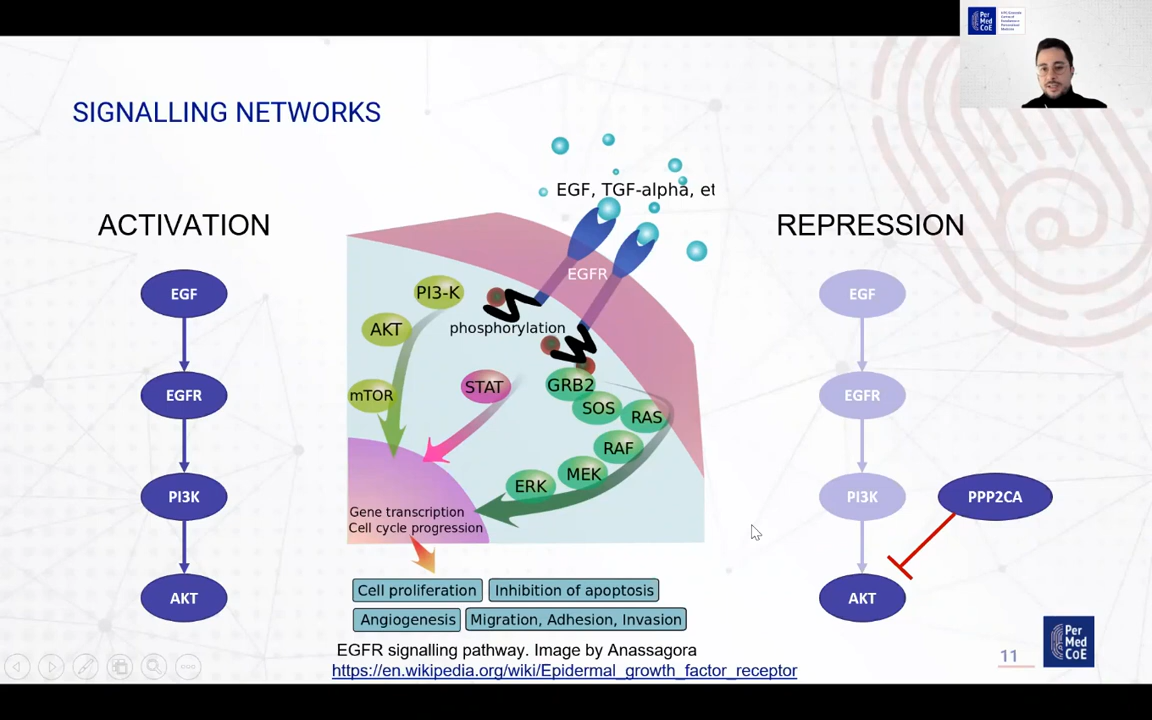 Per
Med
CoE
SIGNALLING NETWORKS
EGF, TGF-alpha, et
ACTIVATION
REPRESSION
EGF
EGFR
PI3K
AKT
EGFR
PI3-K
AKT
phosphorylation
mTOR
STAT
GRB2
SOS
RAS
RAF
MEK
ERK
Gene transcription
Cell cycle progression
Cell proliferation
Inhibition of apoptosis
Angiogenesis
Migration, Adhesion, Invasion
EGF
EGFR
PI3K
PPP2CA
AKT
EGFR signalling pathway. Image by Anassagora
https://en.wikipedia.org/wiki/Epidermal_growth_factor_receptor
11
Per
Med
CoE